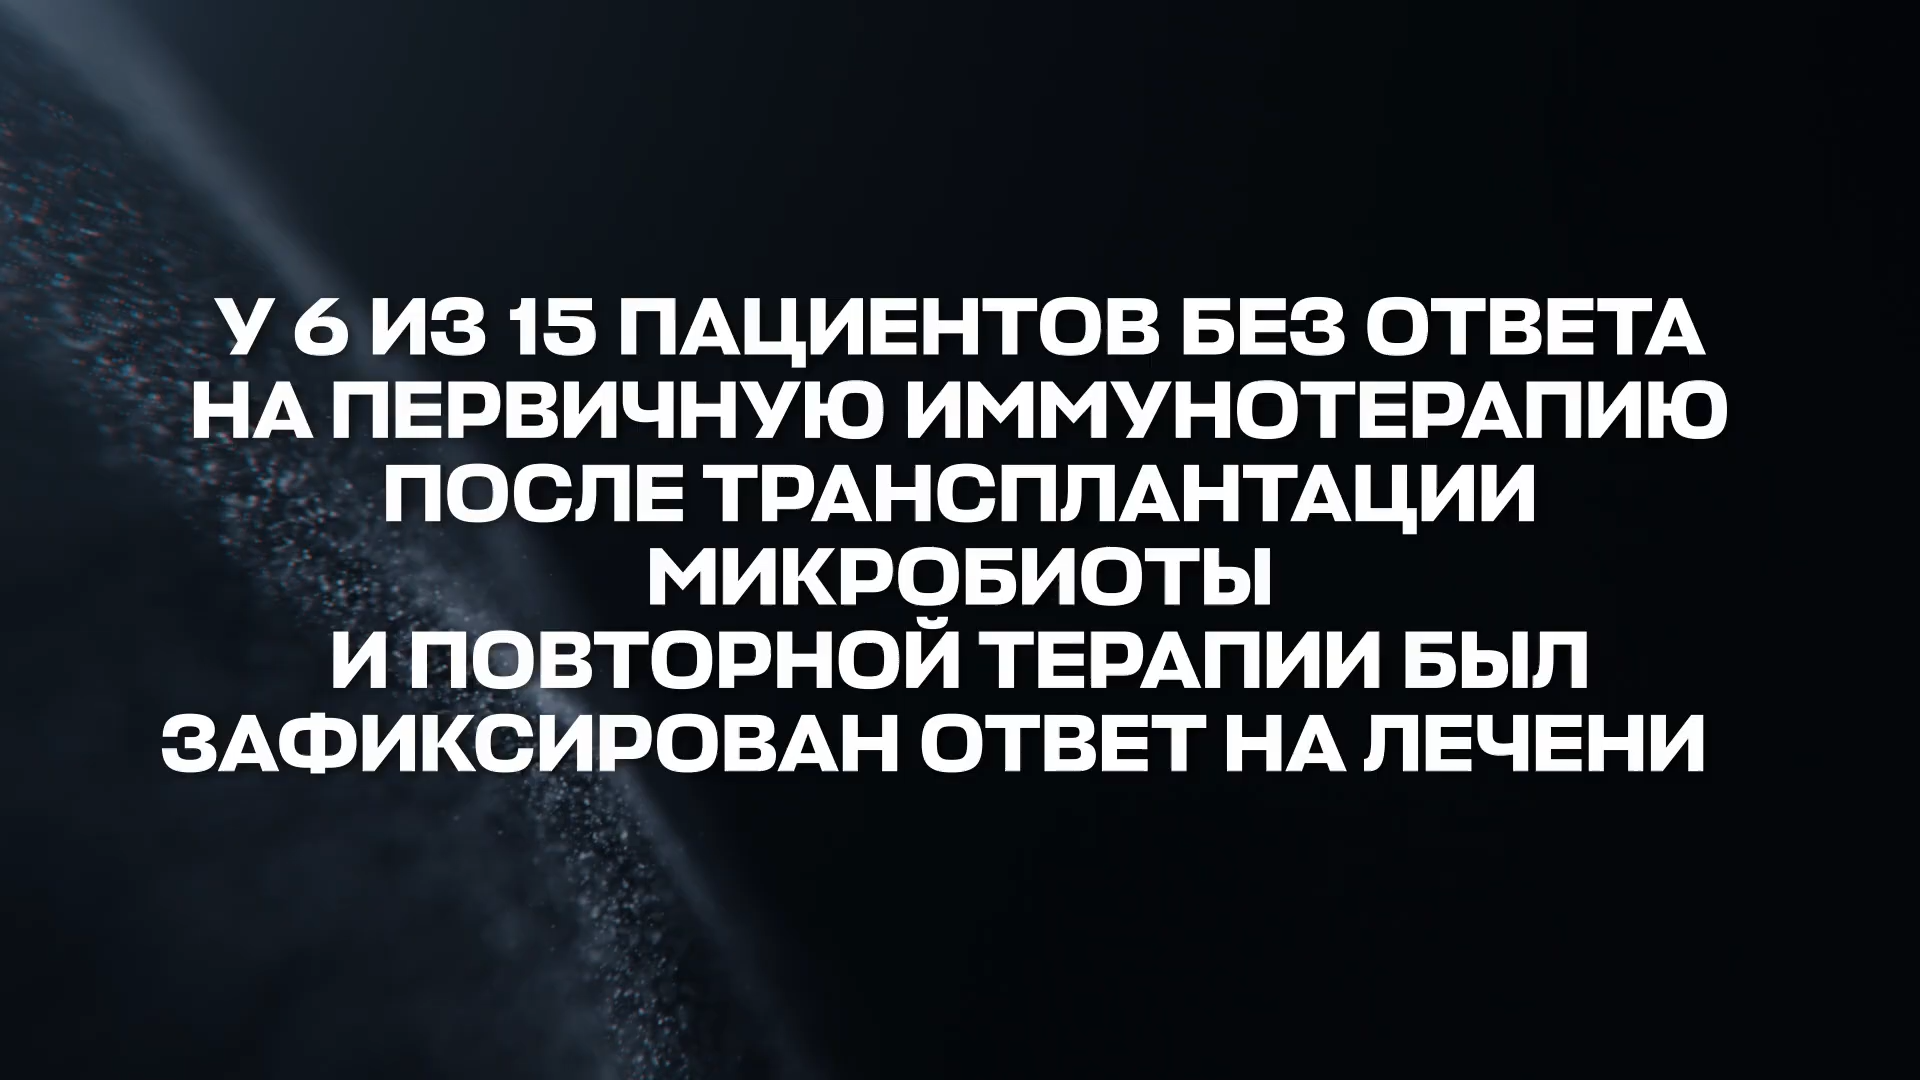 У 6 ИЗ 15 ПАЦИЕНТОВ БЕЗ ОТВЕТА
НА ПЕРВИЧНУЮ ИММУНОТЕРАПИЮ
ПОСЛЕ ТРАНСПЛАНТАЦИИ
МИКРОБИОТЫ
И ПОВТОРНОЙ ТЕРАПИИ БЫЛ
ЗАФИКСИРОВАН ОТВЕТ НА ЛЕЧЕНИ